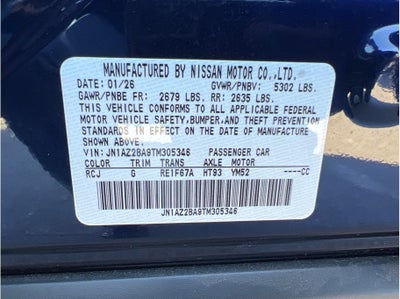 MANUFACTURED BY NISSAN MOTOR CO.,LTD.
DATE:01/26 GVWR/PNBV: 5302 LBS.
GAWR/PNBE FR: 2679 LBS. RR: 2635 LBS.
THIS VEHICLE CONFORMS TO ALL APPLICABLE FEDERAL
MOTOR VEHICLE SAFETY,BUMPER,AND THEFT PREVENTION
STANDARDS IN EFFECT ON THE DATE OF MANUFACTURE
SHOWN ABOVE.
VIN: JN1AZ2BA9TM305346 PASSENGER CAR
COLOR TRIM TRANS AXLE MOTOR
RCJ G RE1F67A HT93 YM52 ----CC
JN1AZ2BA9TM305346